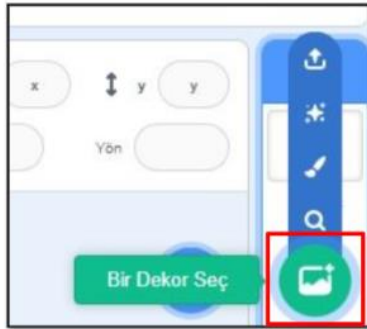 x y y
Yön
Bir Dekor Seç